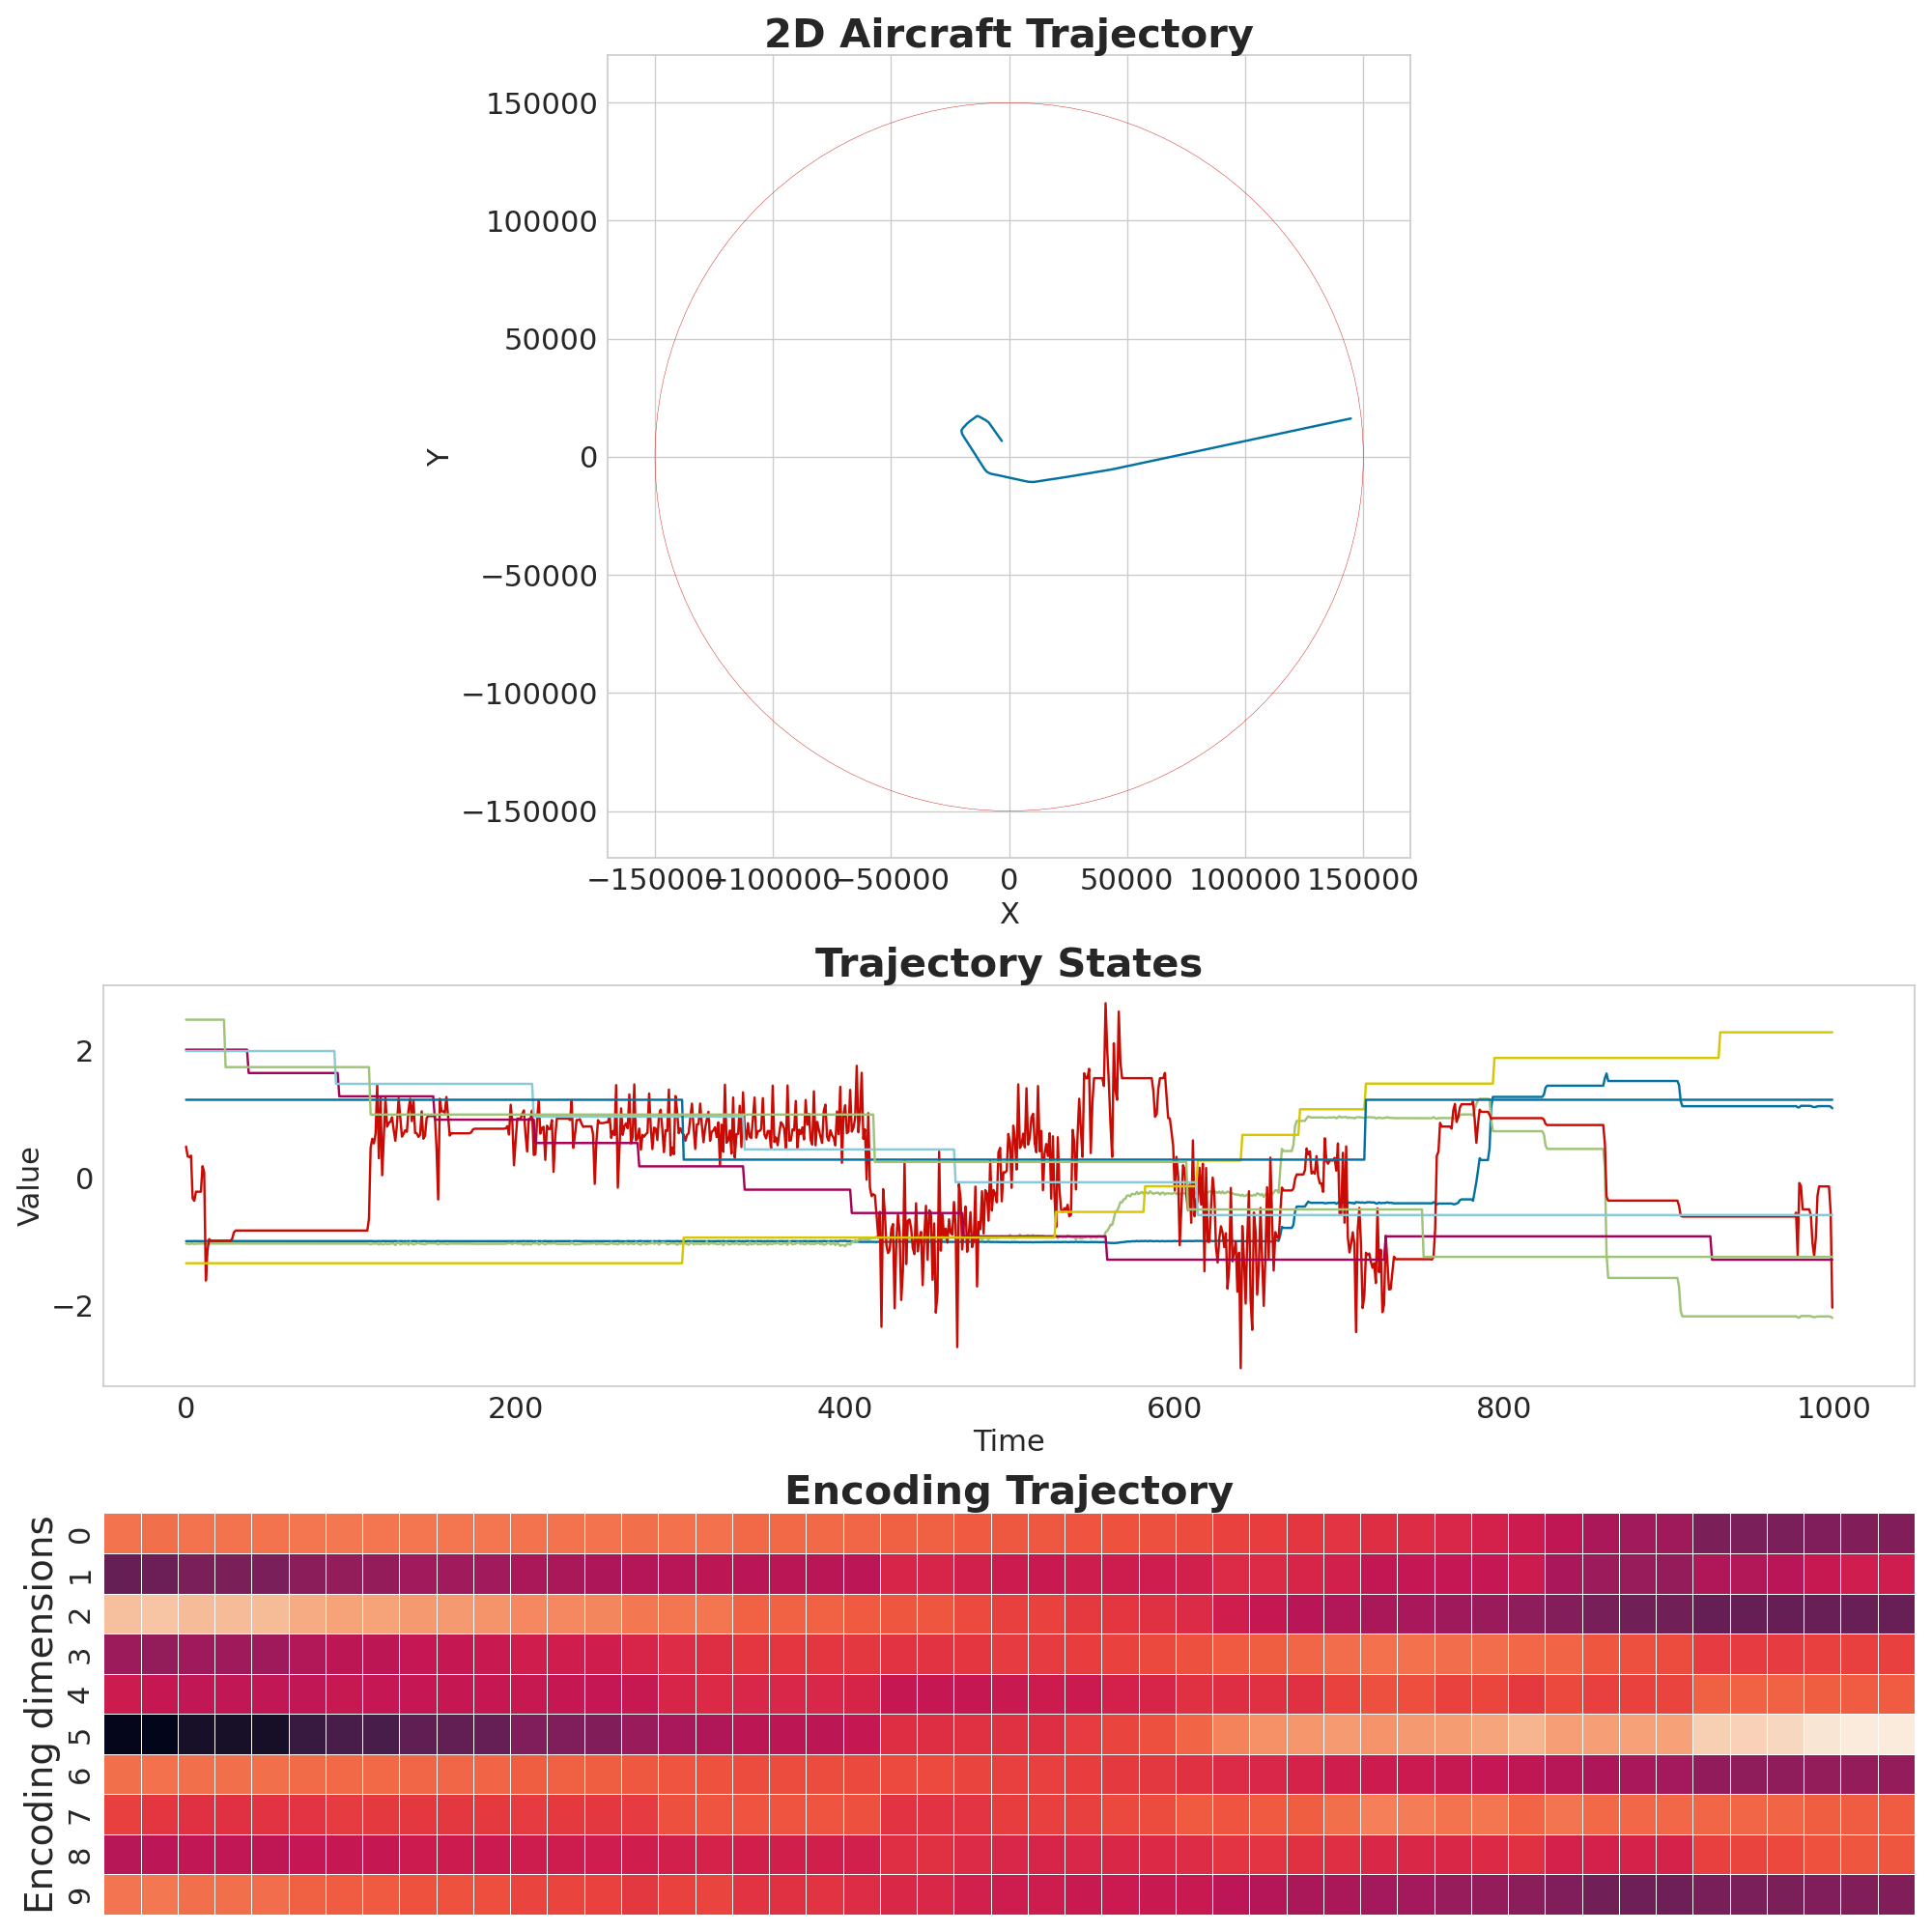 2D Aircraft Trajectory
150000
100000
50000
0
−50000
−100000
−150000
Y
−150000 −100000 −50000 0 50000 100000 150000
X
Trajectory States
2
0
−2
Value
0 200 400 600 800 1000
Time
Encoding Trajectory
Encoding dimensions
0
1
2
3
4
5
6
7
8
9